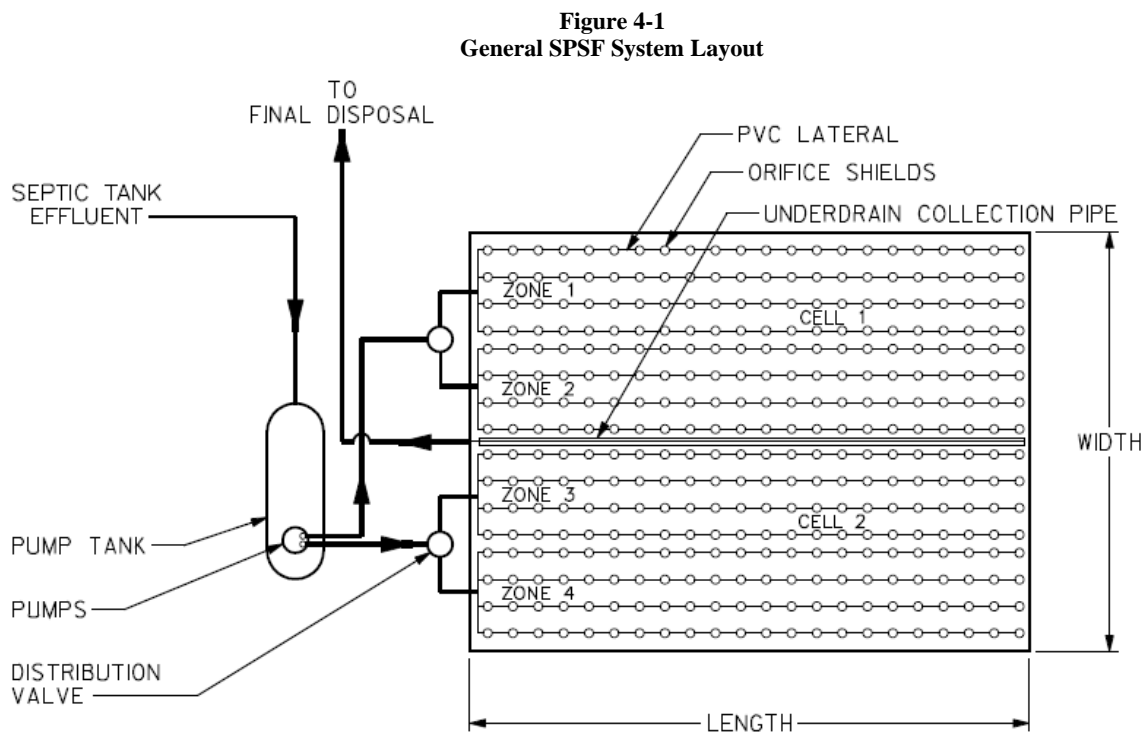 Figure 4-1
General SPSF System Layout
TO
FINAL DISPOSAL
PVC LATERAL
ORIFICE SHIELDS
SEPTIC TANK
EFFLUENT
UNDERDRAIN COLLECTION PIPE
ZONE 1
CELL 1
ZONE 2
WIDTH
ZONE 3
CELL 2
PUMP TANK
PUMPS
ZONE 4
DISTRIBUTION
VALVE
LENGTH